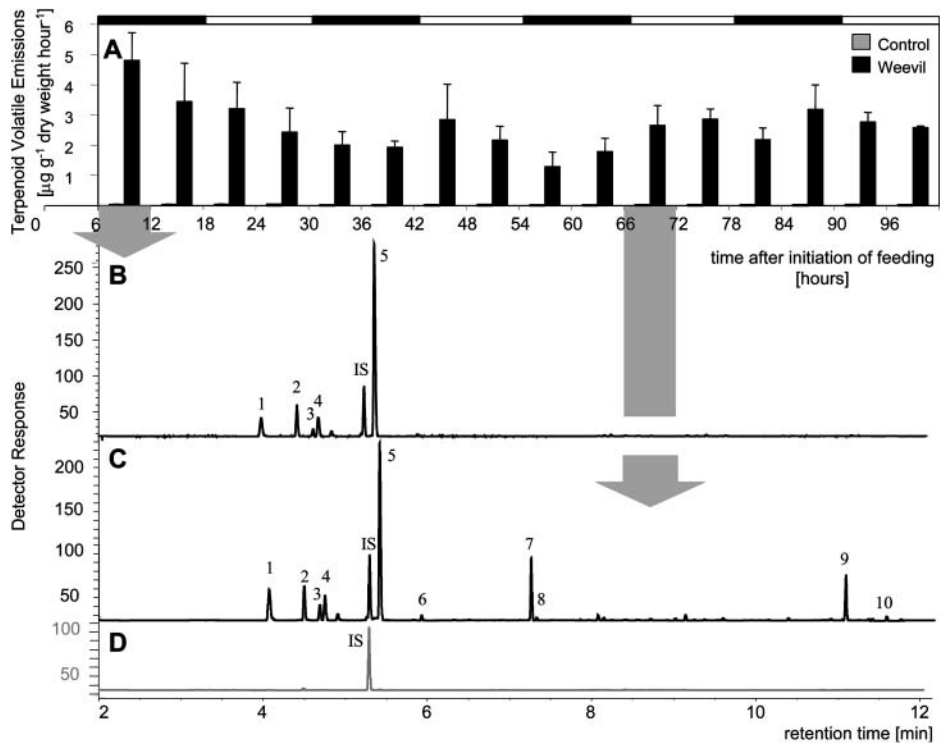 Terpenoid Volatile Emissions
[µg g⁻¹ dry weight hour⁻¹]
6
5
4
3
2
1
A
Control
Weevil
0 6 12 18 24 30 36 42 48 54 60 66 72 78 84 90 96
time after initiation of feeding
[hours]
Detector Response
B
250
200
150
100
50
1 2 3 4 IS 5
C
200
150
100
50
1 2 3 4 IS 5 6 7 8 9 10
D
100
50
IS
2 4 6 8 10 12
retention time [min]